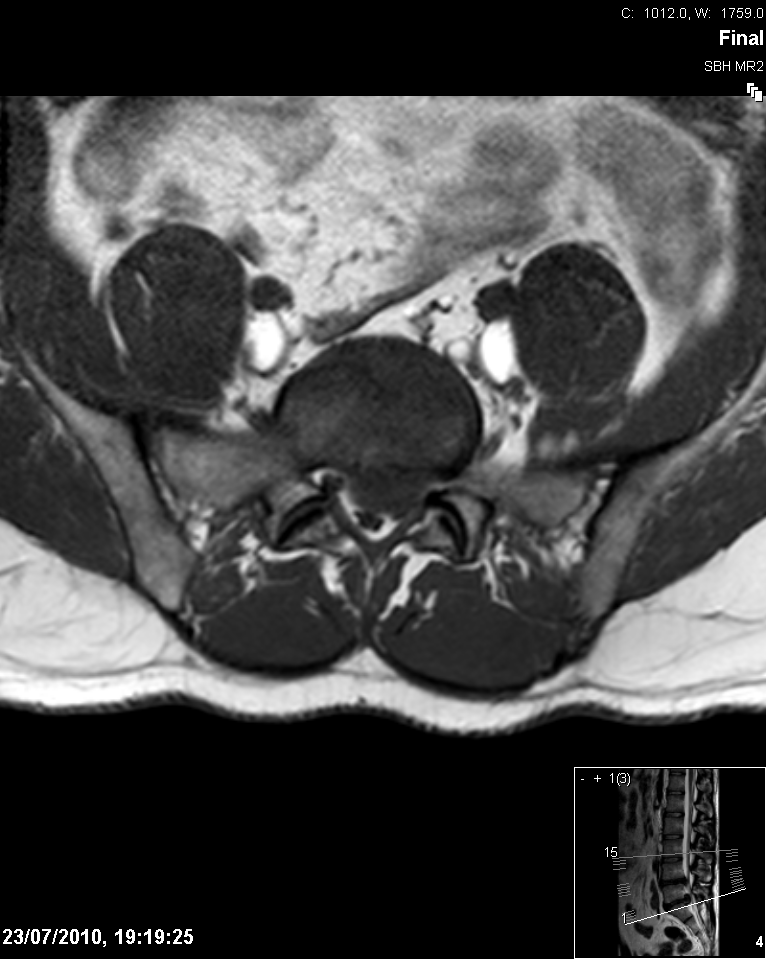 C: 1012.0, W: 1759.0
Final
SBH MR2
- + 1(3)
15
1
23/07/2010, 19:19:25
4